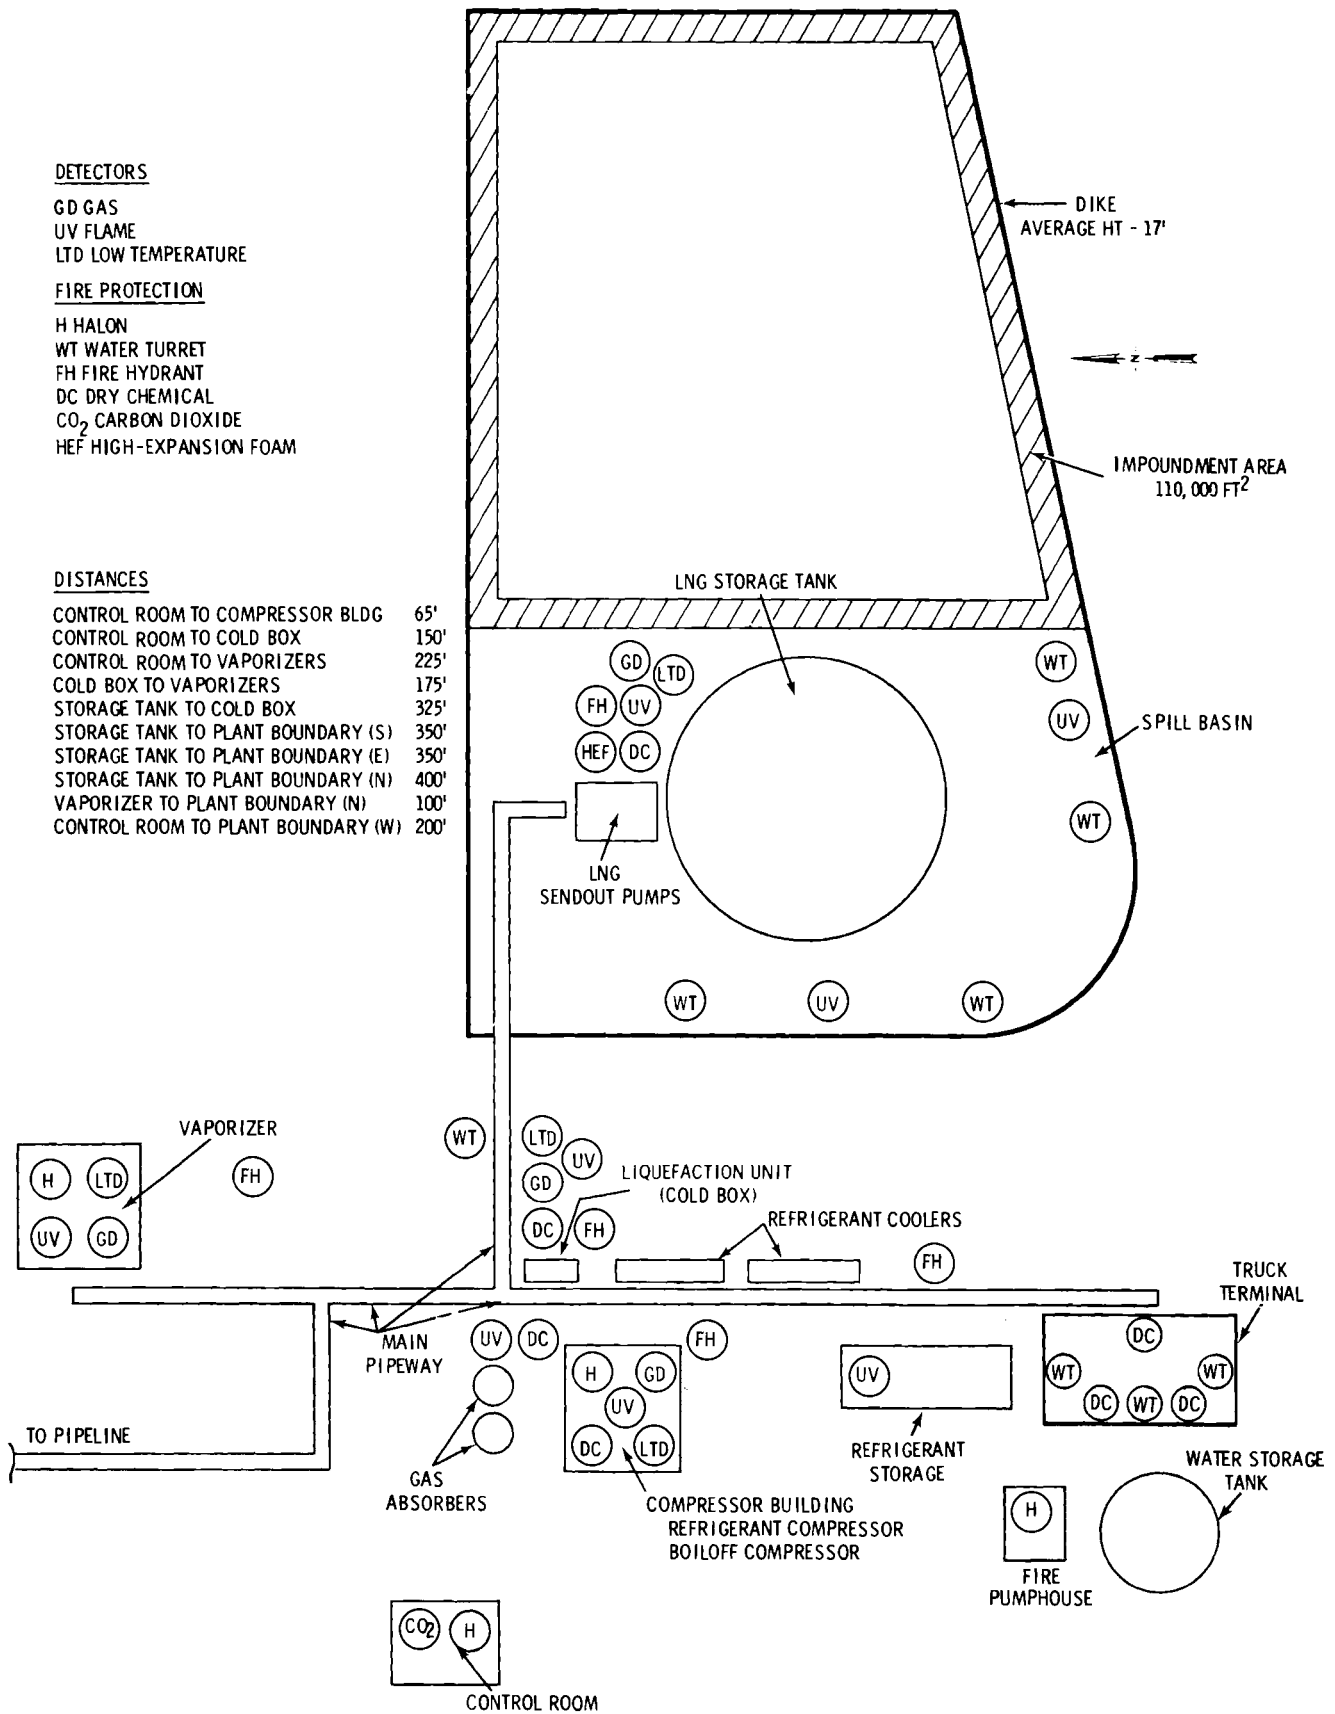 DETECTORS
GD GAS
UV FLAME
LTD LOW TEMPERATURE
FIRE PROTECTION
H HALON
WT WATER TURRET
FH FIRE HYDRANT
DC DRY CHEMICAL
CO2 CARBON DIOXIDE
HEF HIGH-EXPANSION FOAM
DIKE
AVERAGE HT - 17'
Z
IMPOUNDMENT AREA
110,000 FT2
DISTANCES
CONTROL ROOM TO COMPRESSOR BLDG 65'
CONTROL ROOM TO COLD BOX 150'
CONTROL ROOM TO VAPORIZERS 225'
COLD BOX TO VAPORIZERS 175'
STORAGE TANK TO COLD BOX 325'
STORAGE TANK TO PLANT BOUNDARY (S) 350'
STORAGE TANK TO PLANT BOUNDARY (E) 350'
STORAGE TANK TO PLANT BOUNDARY (N) 400'
VAPORIZER TO PLANT BOUNDARY (N) 100'
CONTROL ROOM TO PLANT BOUNDARY (W) 200'
LNG STORAGE TANK
GD
LTD
WT
FH
UV
UV
SPILL BASIN
HEF
DC
WT
LNG
SENDOUT PUMPS
WT
UV
WT
VAPORIZER
WT
LTD
UV
H
LTD
FH
GD
LIQUEFACTION UNIT
(COLD BOX)
UV
GD
DC
FH
REFRIGERANT COOLERS
FH
TRUCK
TERMINAL
MAIN
PIPEWAY
UV
DC
FH
DC
H
GD
UV
WT
WT
UV
DC
WT
DC
TO PIPELINE
DC
LTD
GAS
ABSORBERS
REFRIGERANT
STORAGE
WATER STORAGE
TANK
COMPRESSOR BUILDING
REFRIGERANT COMPRESSOR
BOILOFF COMPRESSOR
H
FIRE
PUMPHOUSE
CO2
H
CONTROL ROOM